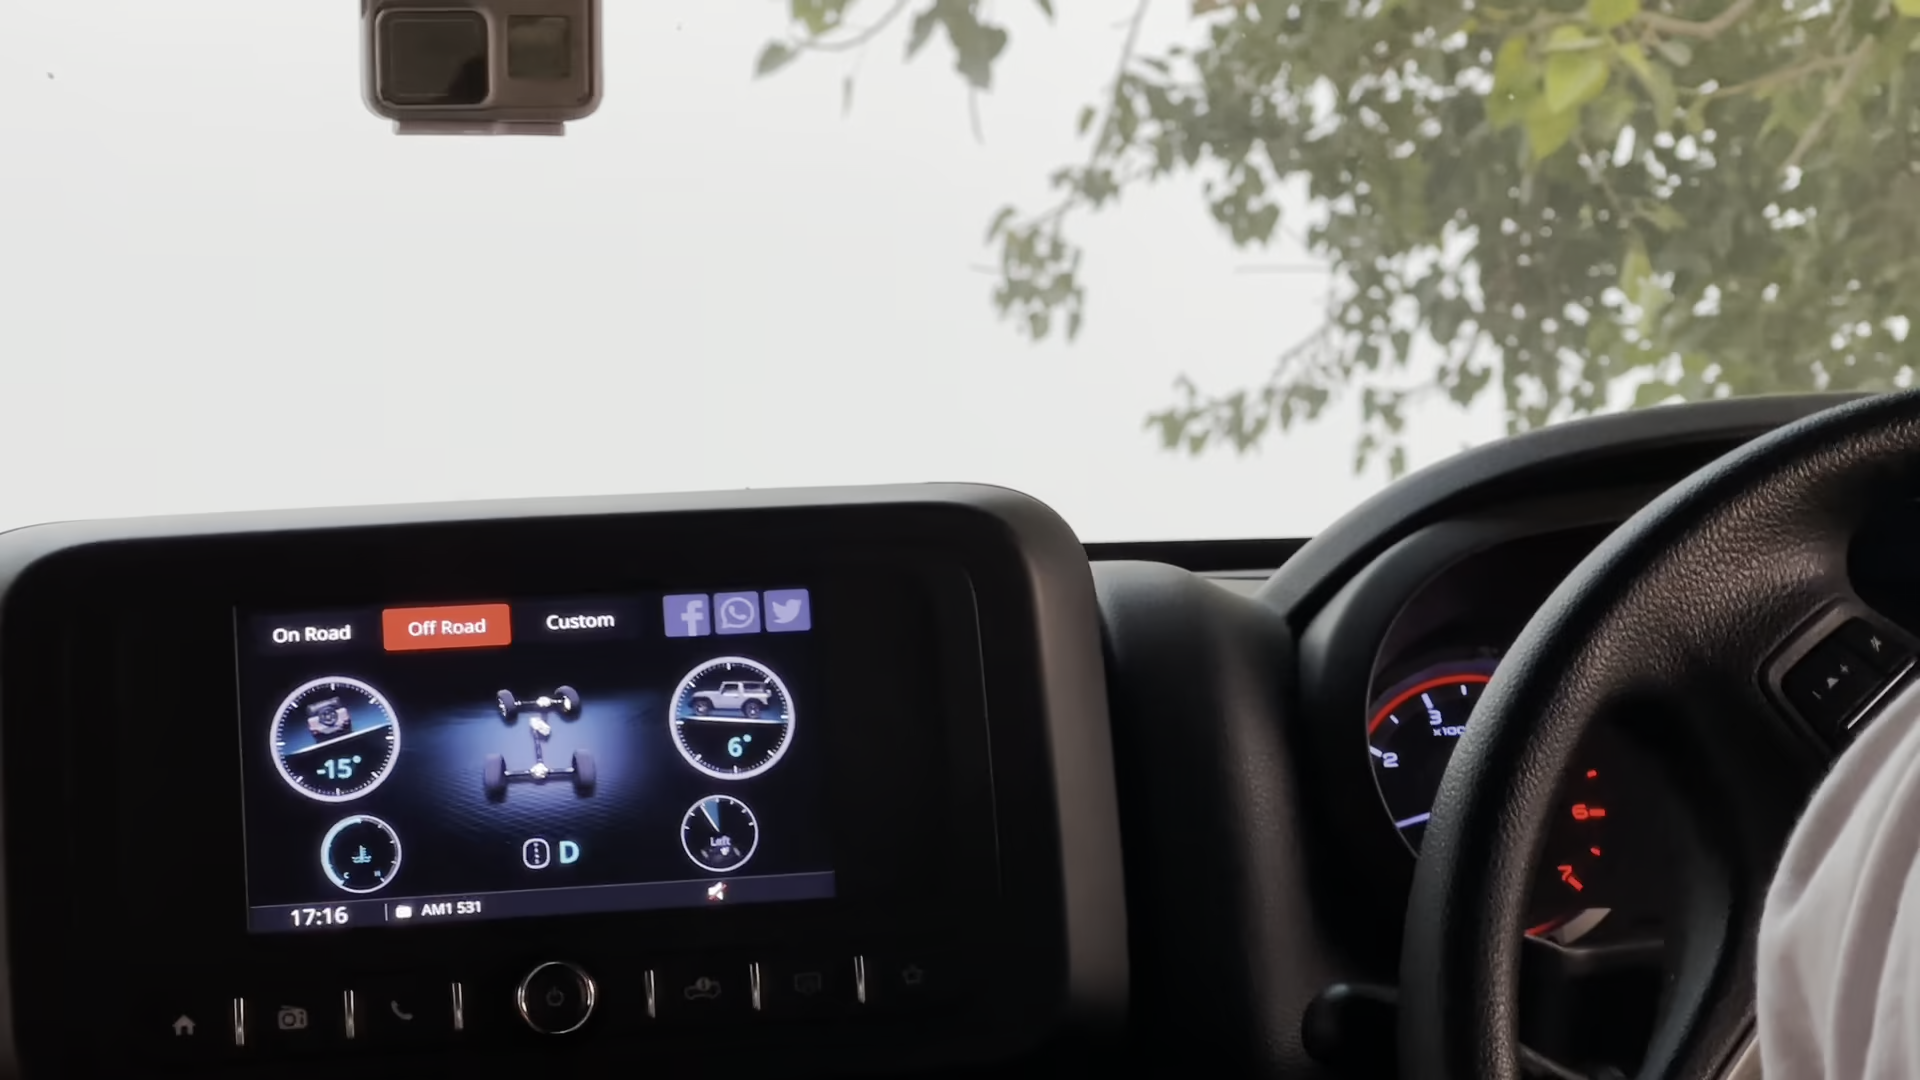 On Road
Off Road
Custom
-15°
6°
C H
Left
D
17:16
AM1 531
3
x100
2
6
7